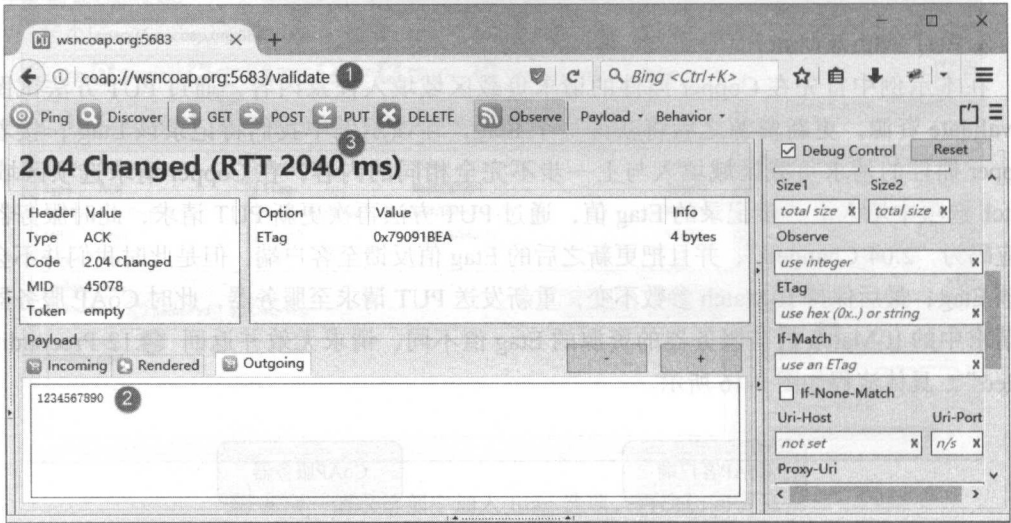 wsncoap.org:5683
coap://wsncoap.org:5683/validate 1
Bing <Ctrl+K>
Ping Discover GET POST PUT DELETE Observe Payload Behavior
3
2.04 Changed (RTT 2040 ms)
Debug Control Reset
Header Value
Type ACK
Code 2.04 Changed
MID 45078
Token empty
Option Value Info
ETag 0x79091BEA 4 bytes
Size1 Size2
total size x total size x
Observe
use integer x
ETag
use hex (0x..) or string x
If-Match
use an ETag x
If-None-Match
Uri-Host Uri-Port
not set x n/s x
Proxy-Uri
Payload
Incoming Rendered Outgoing - +
1234567890 2